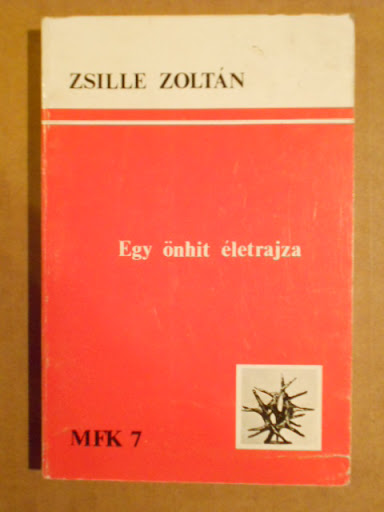 ZSILLE ZOLTÁN
Egy önhit életrajza
MFK 7